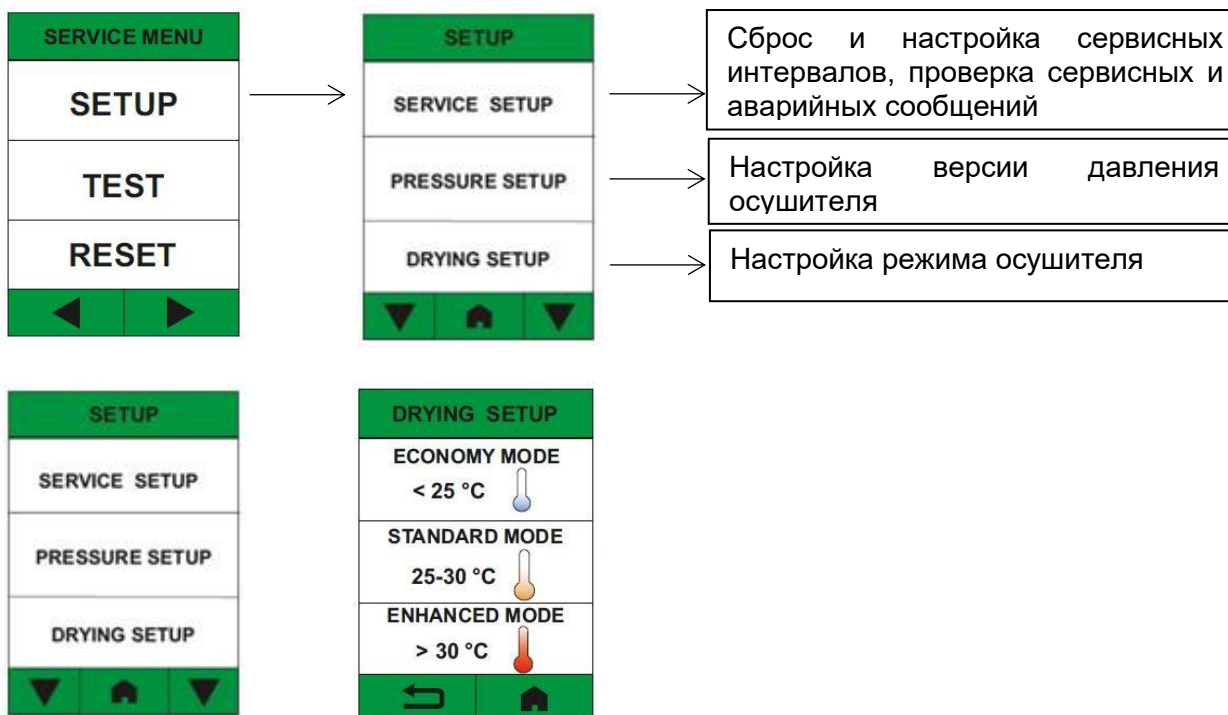 SERVICE MENU
SETUP
TEST
RESET
SETUP
SERVICE SETUP
PRESSURE SETUP
DRYING SETUP
Сброс и настройка сервисных
интервалов, проверка сервисных и
аварийных сообщений
Настройка версии давления
осушителя
Настройка режима осушителя
SETUP
SERVICE SETUP
PRESSURE SETUP
DRYING SETUP
DRYING SETUP
ECONOMY MODE
< 25 °C
STANDARD MODE
25-30 °C
ENHANCED MODE
> 30 °C